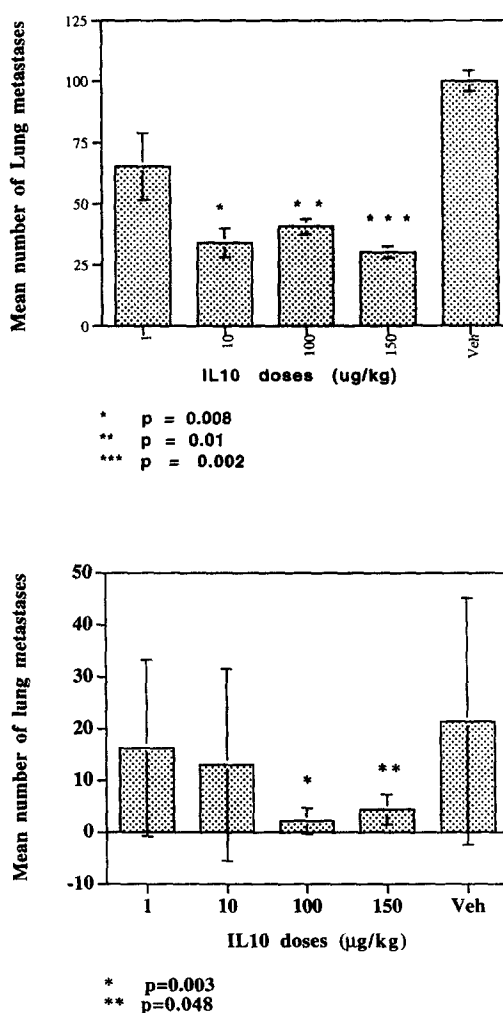 Mean number of Lung metastases
125
100
75
50
25
0
*
* *
* * *
1
10
100
150
Veh
IL10 doses (ug/kg)
* p = 0.008
** p = 0.01
*** p = 0.002
Mean number of lung metastases
50
40
30
20
10
0
-10
*
**
1 10 100 150 Veh
IL10 doses (µg/kg)
* p=0.003
** p=0.048